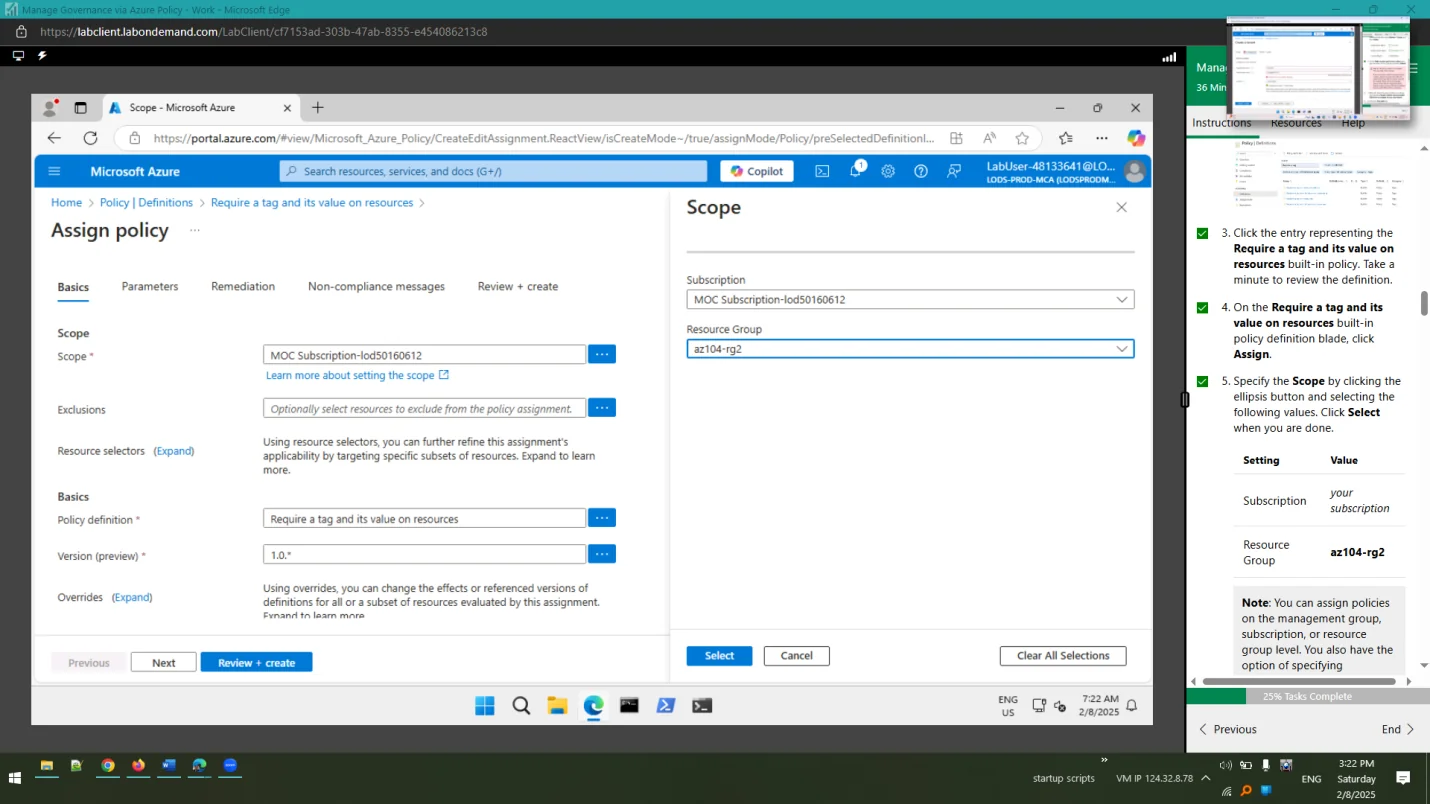 Manage Governance via Azure Policy - Work - Microsoft Edge
https://labclient.labondemand.com/LabClient/cf7153ad-303b-47ab-8355-e454086213c8
Scope - Microsoft Azure
https://portal.azure.com/#view/Microsoft_Azure_Policy/CreateEditAssignment.ReactView/isCreateMode~/true/assignMode/Policy/preSelectedDefinitionI...
Microsoft Azure
Search resources, services, and docs (G+/)
Copilot
1
LabUser-48133641@LO...
LODS-PROD-MCA (LODSPRODM...
Home > Policy | Definitions > Require a tag and its value on resources >
Assign policy ...
Basics
Parameters
Remediation
Non-compliance messages
Review + create
Scope
Scope *
MOC Subscription-lod50160612
Learn more about setting the scope
Exclusions
Optionally select resources to exclude from the policy assignment.
Resource selectors (Expand)
Using resource selectors, you can further refine this assignment's
applicability by targeting specific subsets of resources. Expand to learn
more.
Basics
Policy definition *
Require a tag and its value on resources
Version (preview) *
1.0.*
Overrides (Expand)
Using overrides, you can change the effects or referenced versions of
definitions for all or a subset of resources evaluated by this assignment.
Expand to learn more
Previous
Next
Review + create
Scope
Subscription
MOC Subscription-lod50160612
Resource Group
az104-rg2
Select
Cancel
Clear All Selections
ENG
US
7:22 AM
2/8/2025
Mana
36 Min
Instructions
Resources
Help
Policy | Definitions
3. Click the entry representing the
Require a tag and its value on
resources built-in policy. Take a
minute to review the definition.
4. On the Require a tag and its
value on resources built-in
policy definition blade, click
Assign.
5. Specify the Scope by clicking the
ellipsis button and selecting the
following values. Click Select
when you are done.
Setting Value
Subscription your
subscription
Resource
Group az104-rg2
Note: You can assign policies
on the management group,
subscription, or resource
group level. You also have the
option of specifying
25% Tasks Complete
< Previous
End >
startup scripts
VM IP 124.32.8.78
ENG
3:22 PM
Saturday
2/8/2025